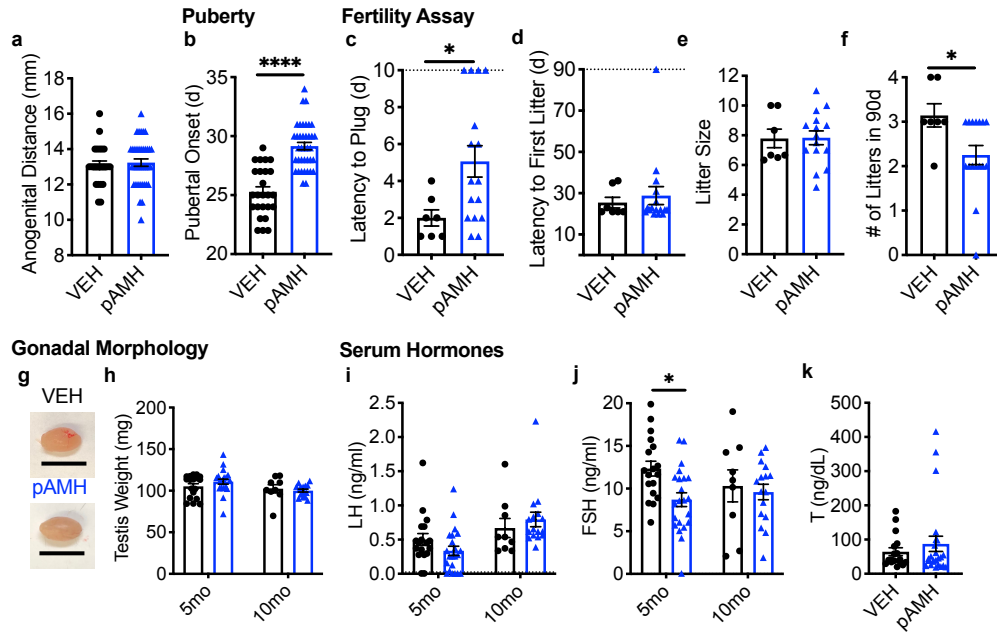 Puberty
Fertility Assay
a
Anogenital Distance (mm)
16
14
12
10
8
VEH
pAMH
b
Pubertal Onset (d)
35
30
25
20
****
VEH
pAMH
c
Latency to Plug (d)
10
8
6
4
2
0
*
VEH
pAMH
d
Latency to First Litter (d)
90
70
50
30
10
VEH
pAMH
e
Litter Size
12
10
8
6
4
2
0
VEH
pAMH
f
# of Litters in 90d
4
3
2
1
0
*
VEH
pAMH
Gonadal Morphology
Serum Hormones
g
VEH
pAMH
h
Testis Weight (mg)
200
150
100
50
0
5mo
10mo
i
LH (ng/ml)
2.5
2.0
1.5
1.0
0.5
0.0
5mo
10mo
j
FSH (ng/ml)
20
15
10
5
0
*
5mo
10mo
k
T (ng/dL)
500
400
300
200
100
0
VEH
pAMH